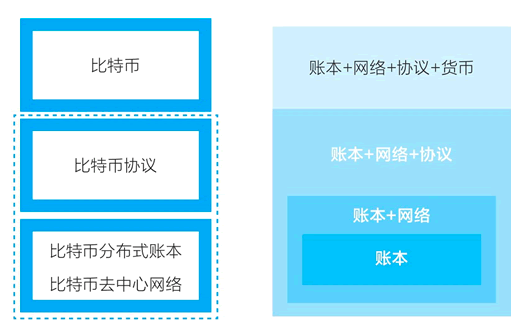 比特币
比特币协议
比特币分布式账本
比特币去中心网络
账本+网络+协议+货币
账本+网络+协议
账本+网络
账本